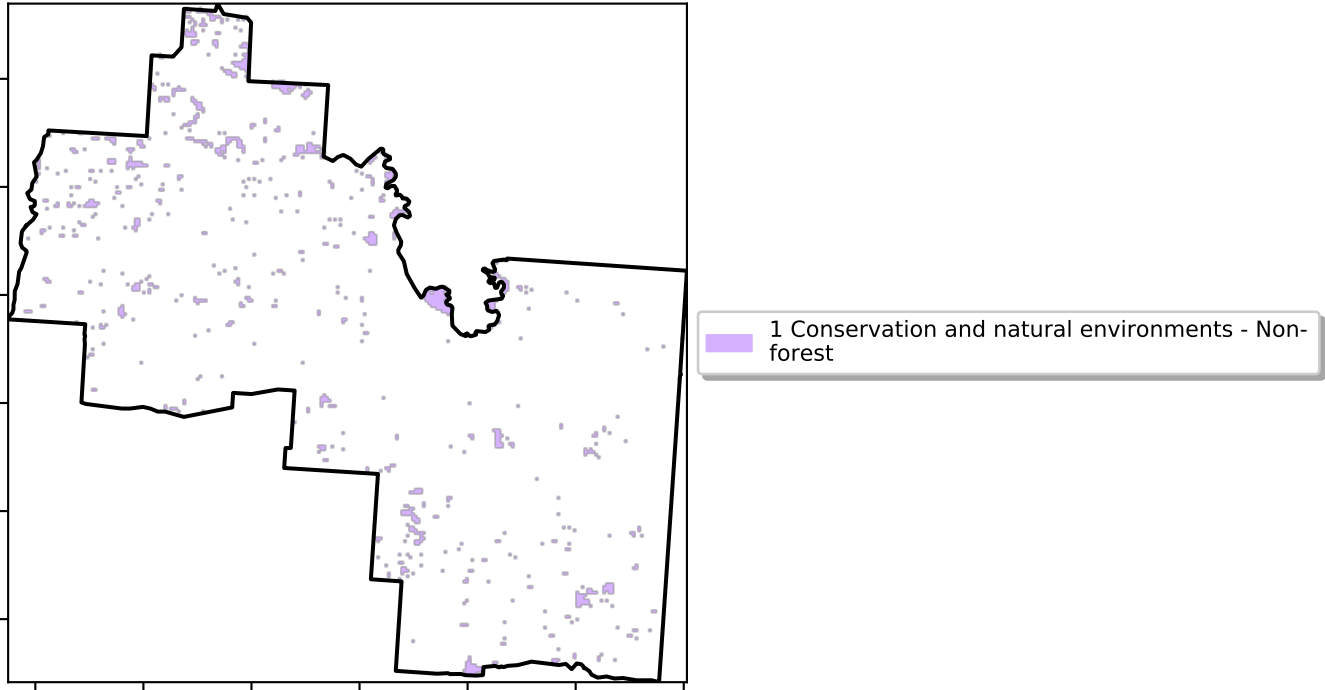 1 Conservation and natural environments - Non-
forest